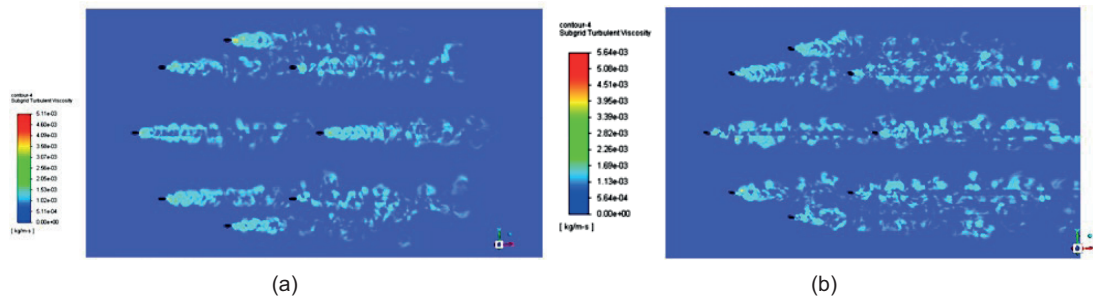 contour-4
Subgrid Turbulent Viscosity
5.11e-03
4.60e-03
4.09e-03
3.58e-03
3.07e-03
2.56e-03
2.05e-03
1.53e-03
1.02e-03
5.11e-04
0.00e+00
[ kg/m-s ]
(a)
contour-4
Subgrid Turbulent Viscosity
5.64e-03
5.08e-03
4.51e-03
3.95e-03
3.39e-03
2.82e-03
2.26e-03
1.69e-03
1.13e-03
5.64e-04
0.00e+00
[ kg/m-s ]
(b)